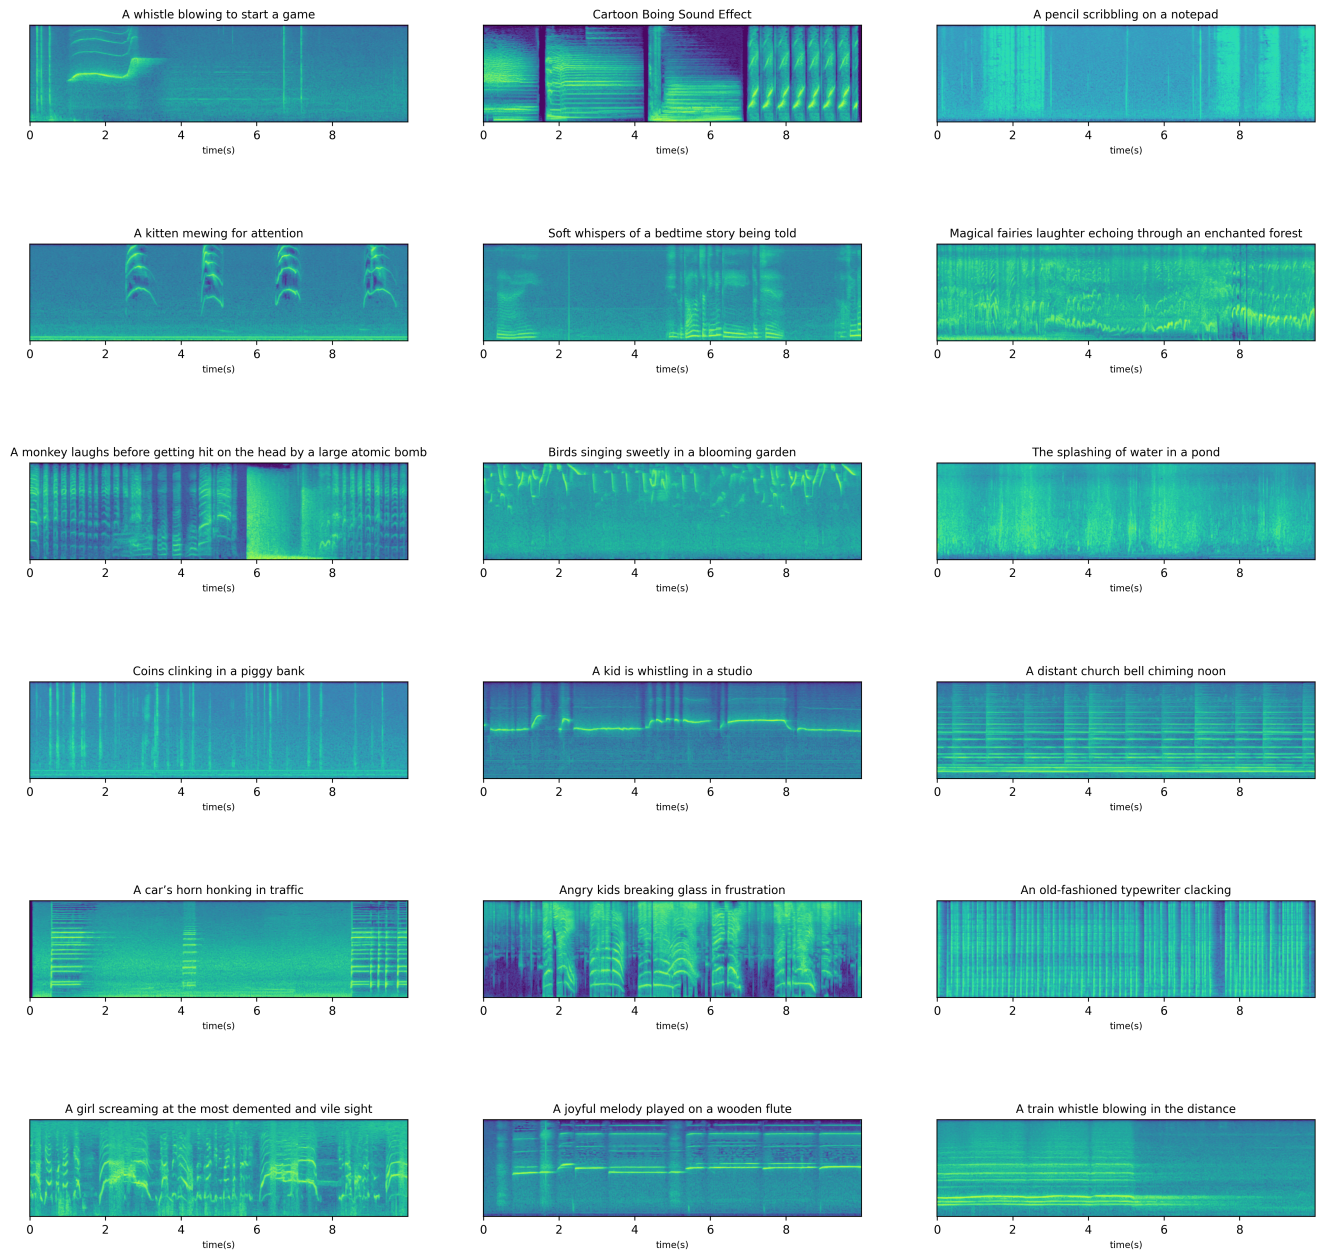 A whistle blowing to start a game
0 2 4 6 8
time(s)
Cartoon Boing Sound Effect
0 2 4 6 8
time(s)
A pencil scribbling on a notepad
0 2 4 6 8
time(s)
A kitten mewing for attention
0 2 4 6 8
time(s)
Soft whispers of a bedtime story being told
0 2 4 6 8
time(s)
Magical fairies laughter echoing through an enchanted forest
0 2 4 6 8
time(s)
A monkey laughs before getting hit on the head by a large atomic bomb
0 2 4 6 8
time(s)
Birds singing sweetly in a blooming garden
0 2 4 6 8
time(s)
The splashing of water in a pond
0 2 4 6 8
time(s)
Coins clinking in a piggy bank
0 2 4 6 8
time(s)
A kid is whistling in a studio
0 2 4 6 8
time(s)
A distant church bell chiming noon
0 2 4 6 8
time(s)
A car’s horn honking in traffic
0 2 4 6 8
time(s)
Angry kids breaking glass in frustration
0 2 4 6 8
time(s)
An old-fashioned typewriter clacking
0 2 4 6 8
time(s)
A girl screaming at the most demented and vile sight
0 2 4 6 8
time(s)
A joyful melody played on a wooden flute
0 2 4 6 8
time(s)
A train whistle blowing in the distance
0 2 4 6 8
time(s)